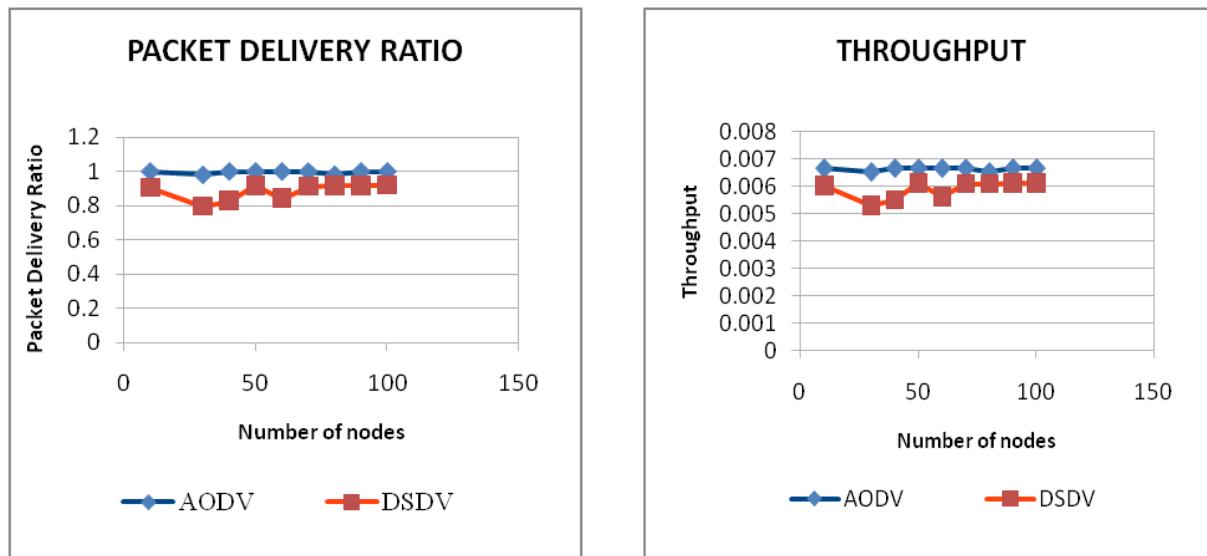 PACKET DELIVERY RATIO
Packet Delivery Ratio
1.2
1
0.8
0.6
0.4
0.2
0
0 50 100 150
Number of nodes
AODV DSDV
THROUGHPUT
Throughput
0.008
0.007
0.006
0.005
0.004
0.003
0.002
0.001
0
0 50 100 150
Number of nodes
AODV DSDV